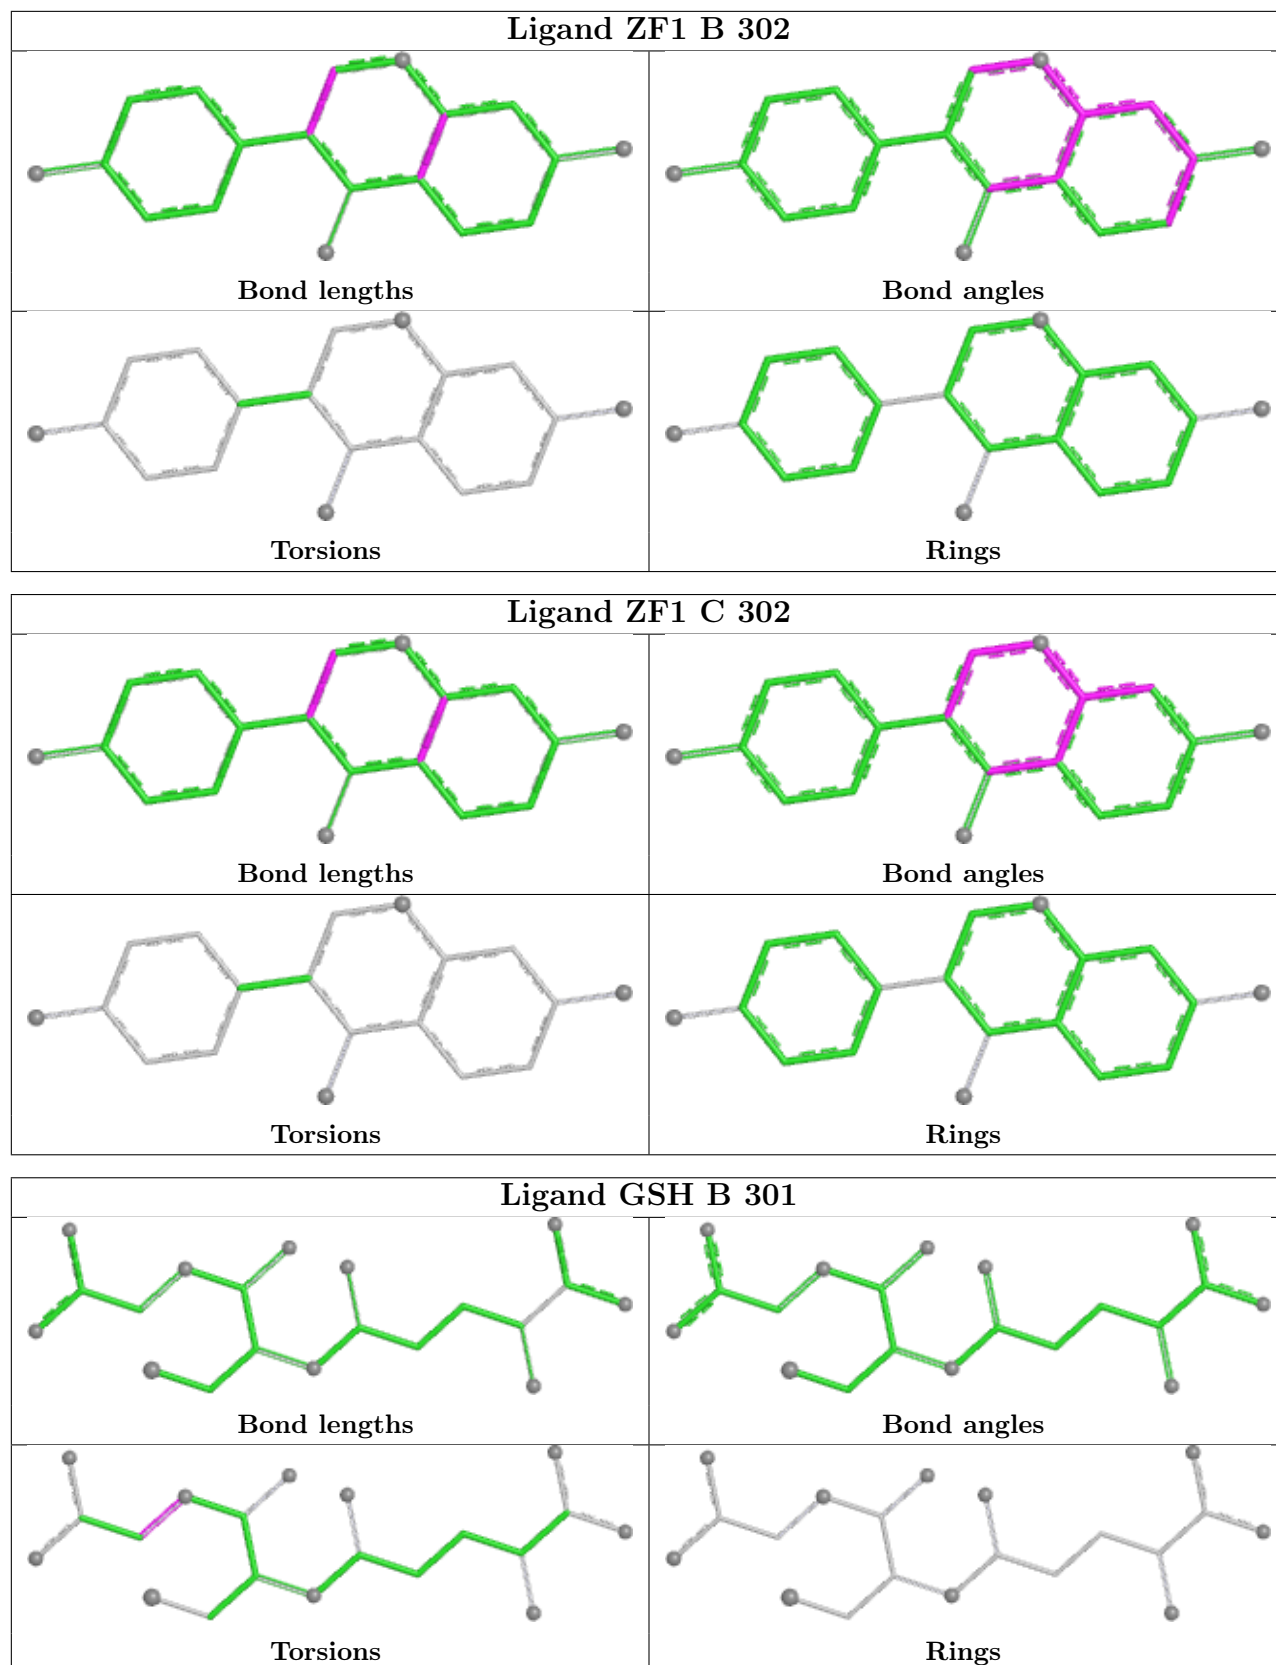 Ligand ZF1 B 302
Bond lengths
Bond angles
Torsions
Rings
Ligand ZF1 C 302
Bond lengths
Bond angles
Torsions
Rings
Ligand GSH B 301
Bond lengths
Bond angles
Torsions
Rings